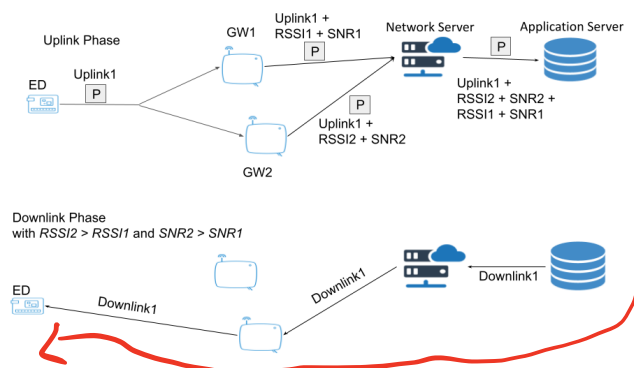 Uplink Phase
ED
Uplink1
P
GW1
Uplink1 +
RSSI1 + SNR1
P
GW2
P
Uplink1 +
RSSI2 + SNR2
Network Server
P
Application Server
Uplink1 +
RSSI2 + SNR2 +
RSSI1 + SNR1
Downlink Phase
with RSSI2 > RSSI1 and SNR2 > SNR1
ED
Downlink1
Downlink1
Downlink1